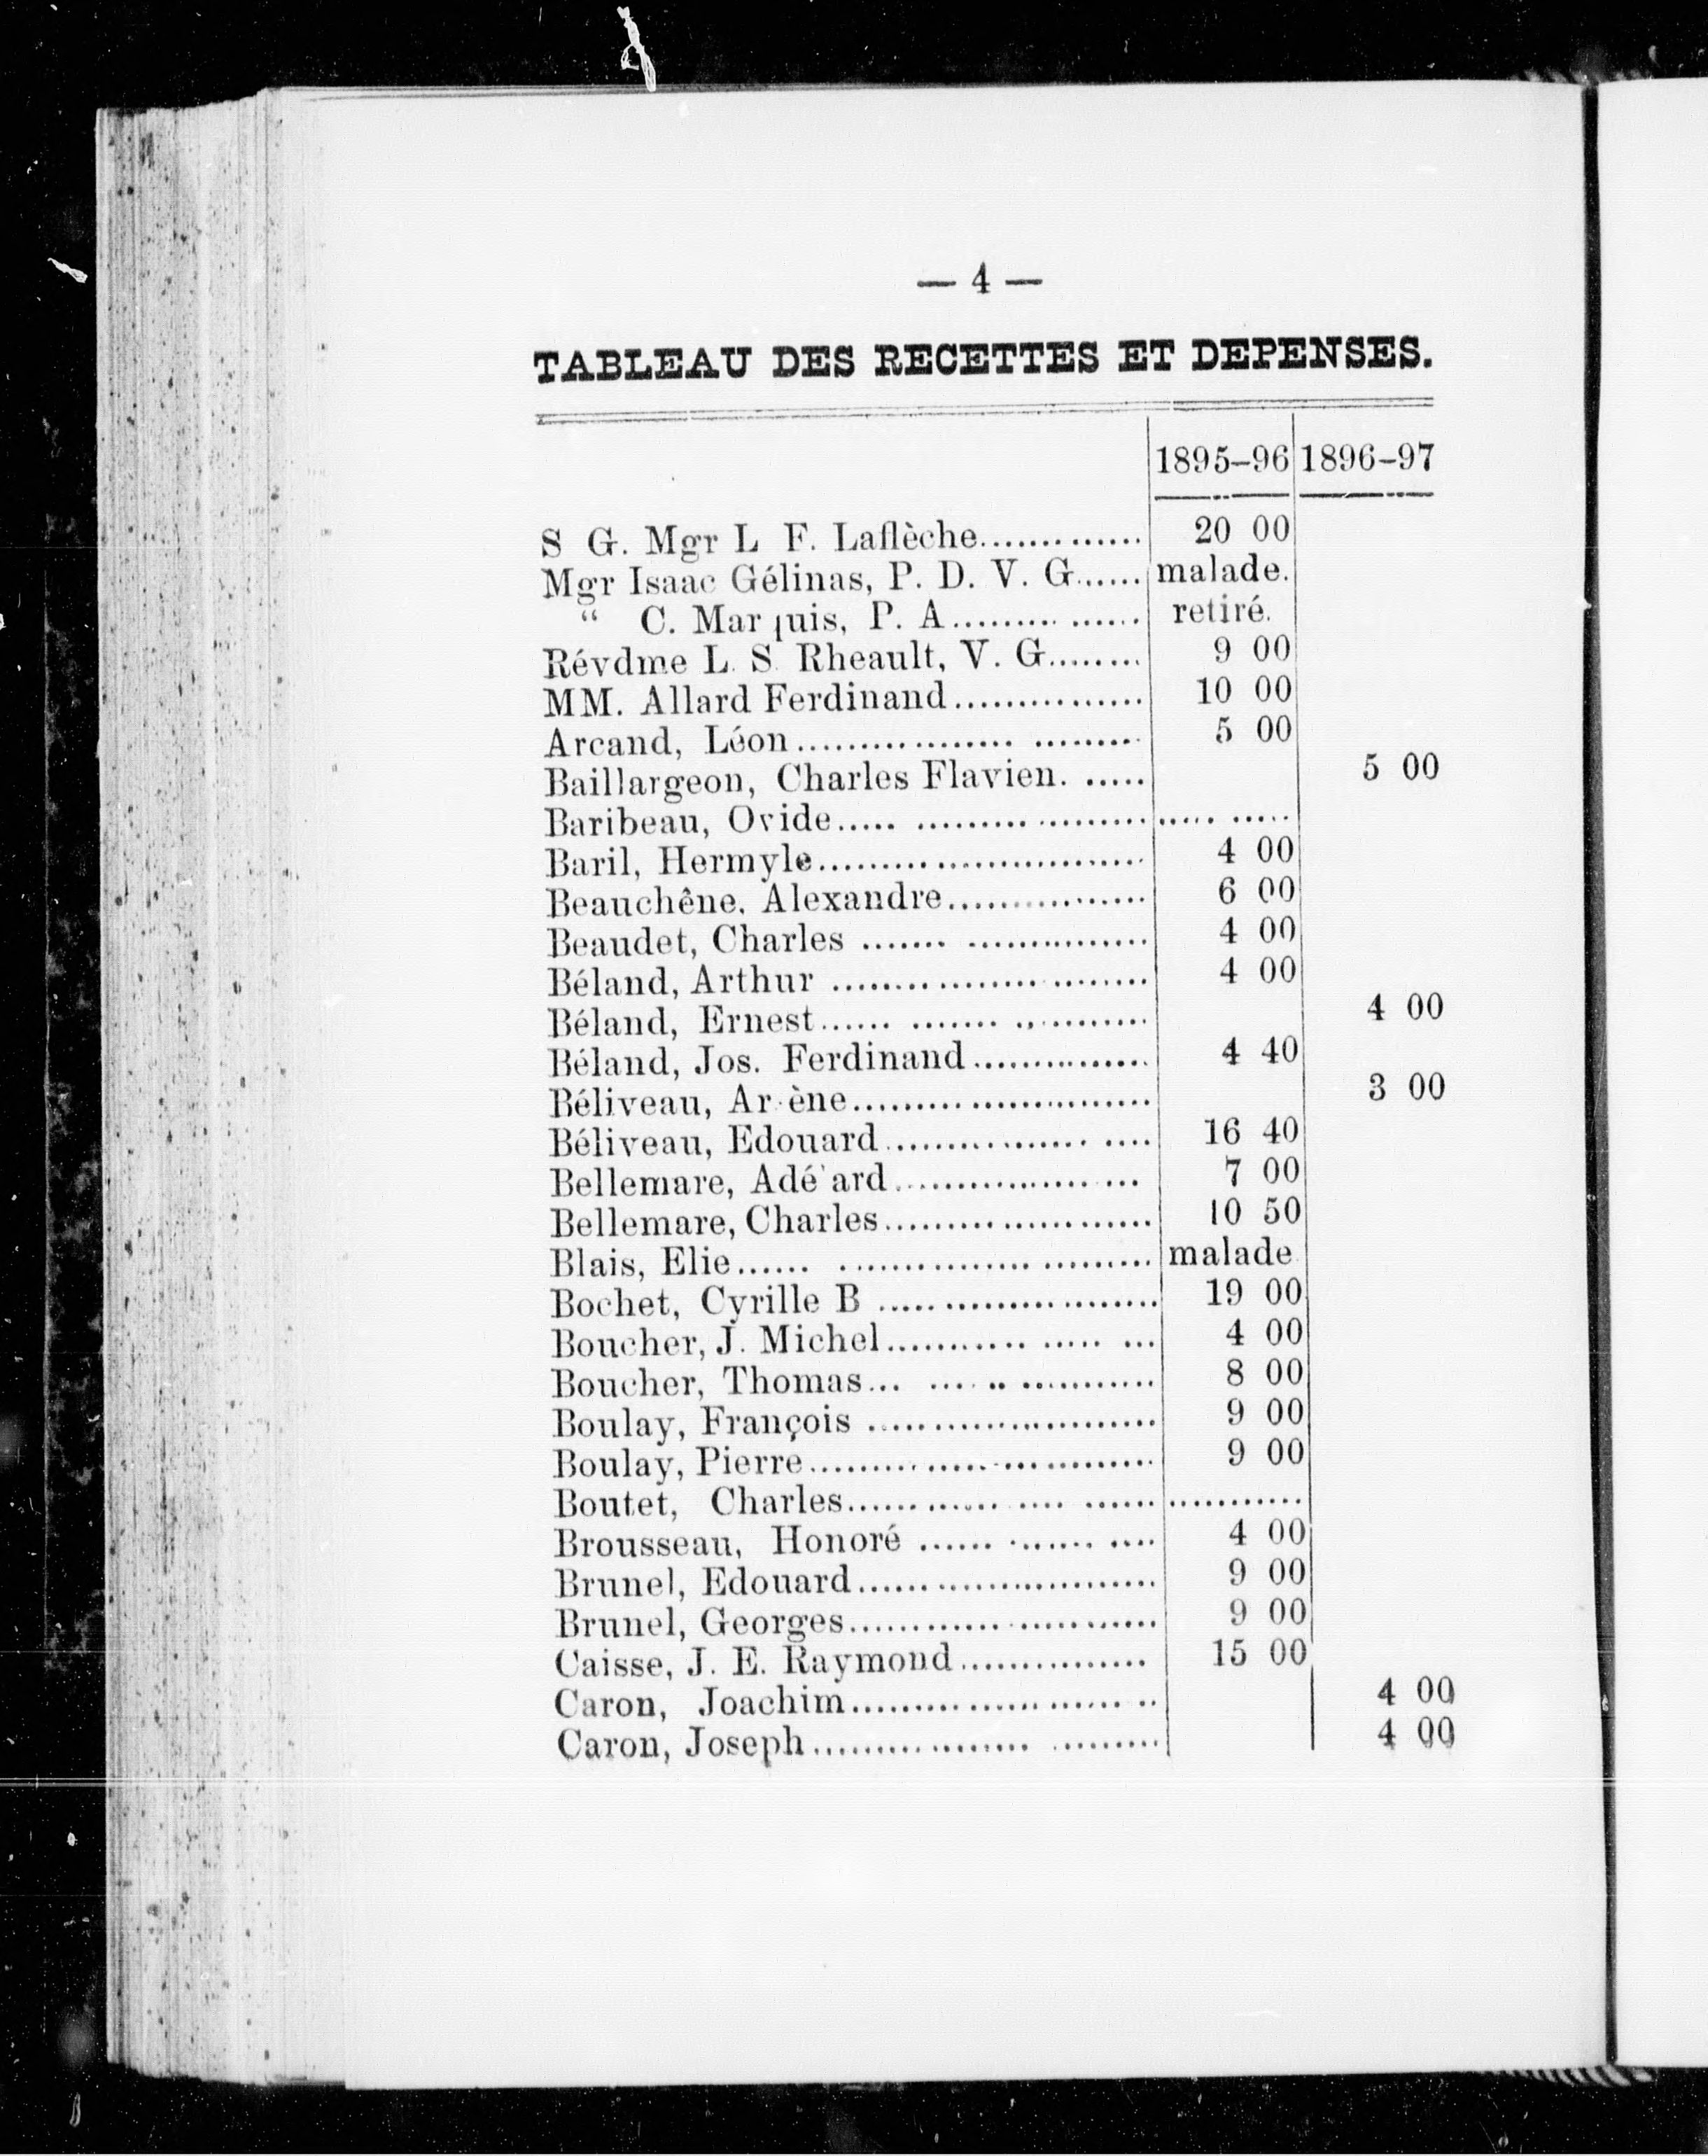 — 4 —
TABLEAU DES RECETTES ET DEPENSES.
1895–96 1896–97
S G. Mgr L F. Laflèche.............. 20 00
Mgr Isaac Gélinas, P. D. V. G...... malade.
“ C. Marquis, P. A............... retiré.
Révdme L. S. Rheault, V. G........ 9 00
MM. Allard Ferdinand............... 10 00
Arcand, Léon.......................... 5 00
Baillargeon, Charles Flavien. ..... 5 00
Baribeau, Ovide..... ............................
Baril, Hermyle.......................... 4 00
Beauchêne, Alexandre................ 6 00
Beaudet, Charles ....... ............... 4 00
Béland, Arthur ......................... 4 00
Béland, Ernest...... ....... ........... 4 00
Béland, Jos. Ferdinand............... 4 40
Béliveau, Ar ène........................ 3 00
Béliveau, Edouard................ .... 16 40
Bellemare, Adé'ard................... 7 00
Bellemare, Charles..................... 10 50
Blais, Elie...... ......................... malade
Bochet, Cyrille B ..................... 19 00
Boucher, J. Michel........... ..... ... 4 00
Boucher, Thomas... .... .. ............ 8 00
Boulay, François ....................... 9 00
Boulay, Pierre........................... 9 00
Boutet, Charles............ .... .................
Brousseau, Honoré ...... ....... .... 4 00
Brunel, Edouard........................ 9 00
Brunel, Georges........................ 9 00
Caisse, J. E. Raymond............... 15 00
Caron, Joachim...................... .. 4 00
Caron, Joseph................. ......... 4 00